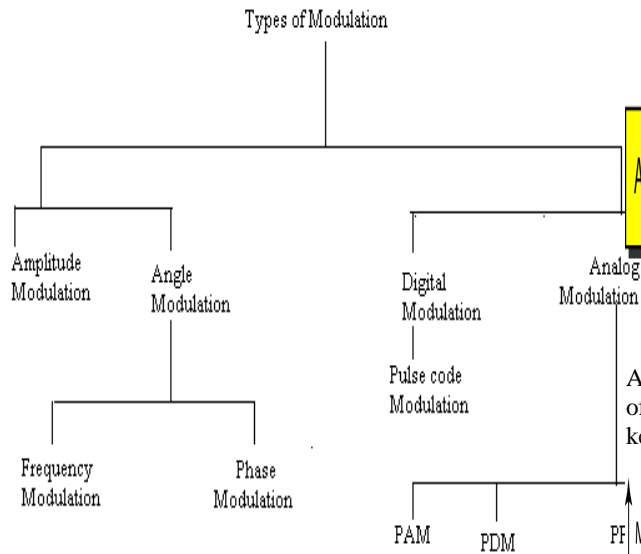 Types of Modulation
Amplitude
Modulation
Angle
Modulation
Digital
Modulation
Analog
Modulation
Pulse code
Modulation
Frequency
Modulation
Phase
Modulation
PAM
PDM